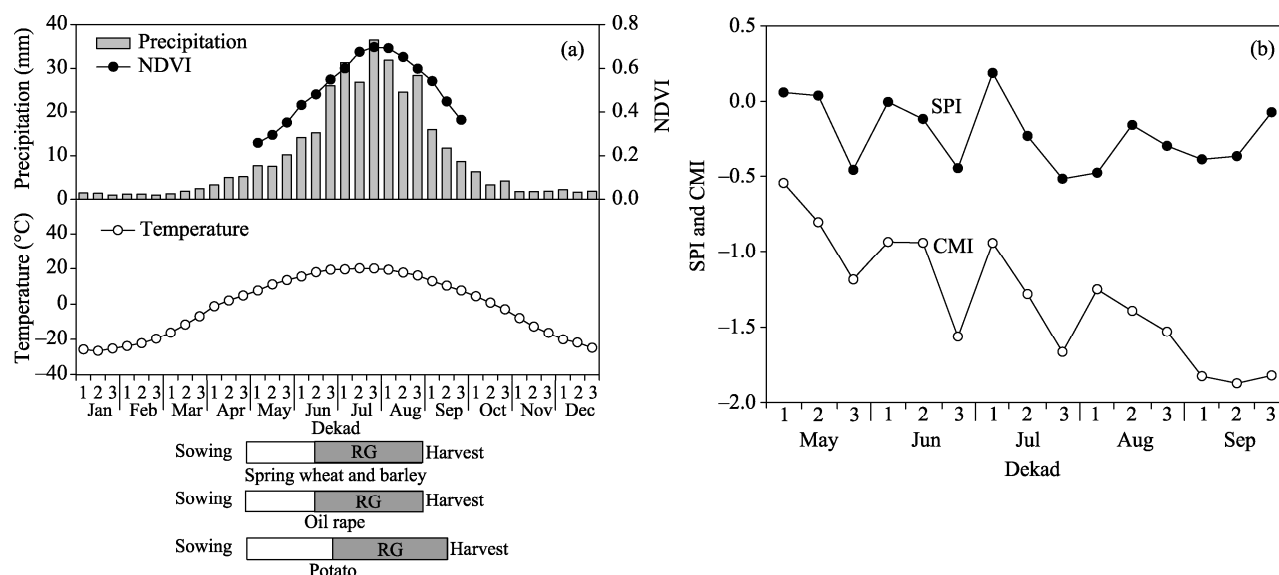 (a)
Precipitation
NDVI
Precipitation (mm)
40
30
20
10
0
NDVI
0.8
0.6
0.4
0.2
0.0
Temperature
Temperature (°C)
40
20
0
–20
–40
1 2 3 1 2 3 1 2 3 1 2 3 1 2 3 1 2 3 1 2 3 1 2 3 1 2 3 1 2 3 1 2 3 1 2 3
Jan Feb Mar Apr May Jun Jul Aug Sep Oct Nov Dec
Dekad
Sowing RG Harvest
Spring wheat and barley
Sowing RG Harvest
Oil rape
Sowing RG Harvest
Potato
(b)
SPI and CMI
0.5
0.0
–0.5
–1.0
–1.5
–2.0
SPI
CMI
1 2 3 1 2 3 1 2 3 1 2 3 1 2 3
May Jun Jul Aug Sep
Dekad